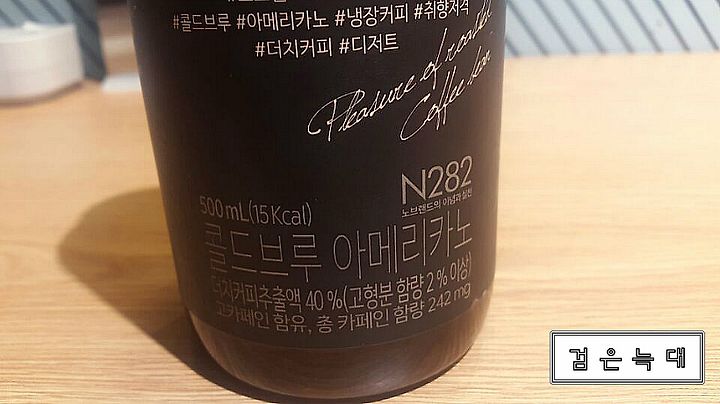 #콜드브루 #아메리카노 #냉장커피 #취향저격
#더치커피 #디저트
Pleasure of roasted
Coffee bean
N282
노브랜드의 이념과 실천
500 mL(15 Kcal)
콜드브루 아메리카노
더치커피추출액 40 %(고형분 함량 2 % 이상)
고카페인 함유, 총 카페인 함량 242 mg
검은늑대